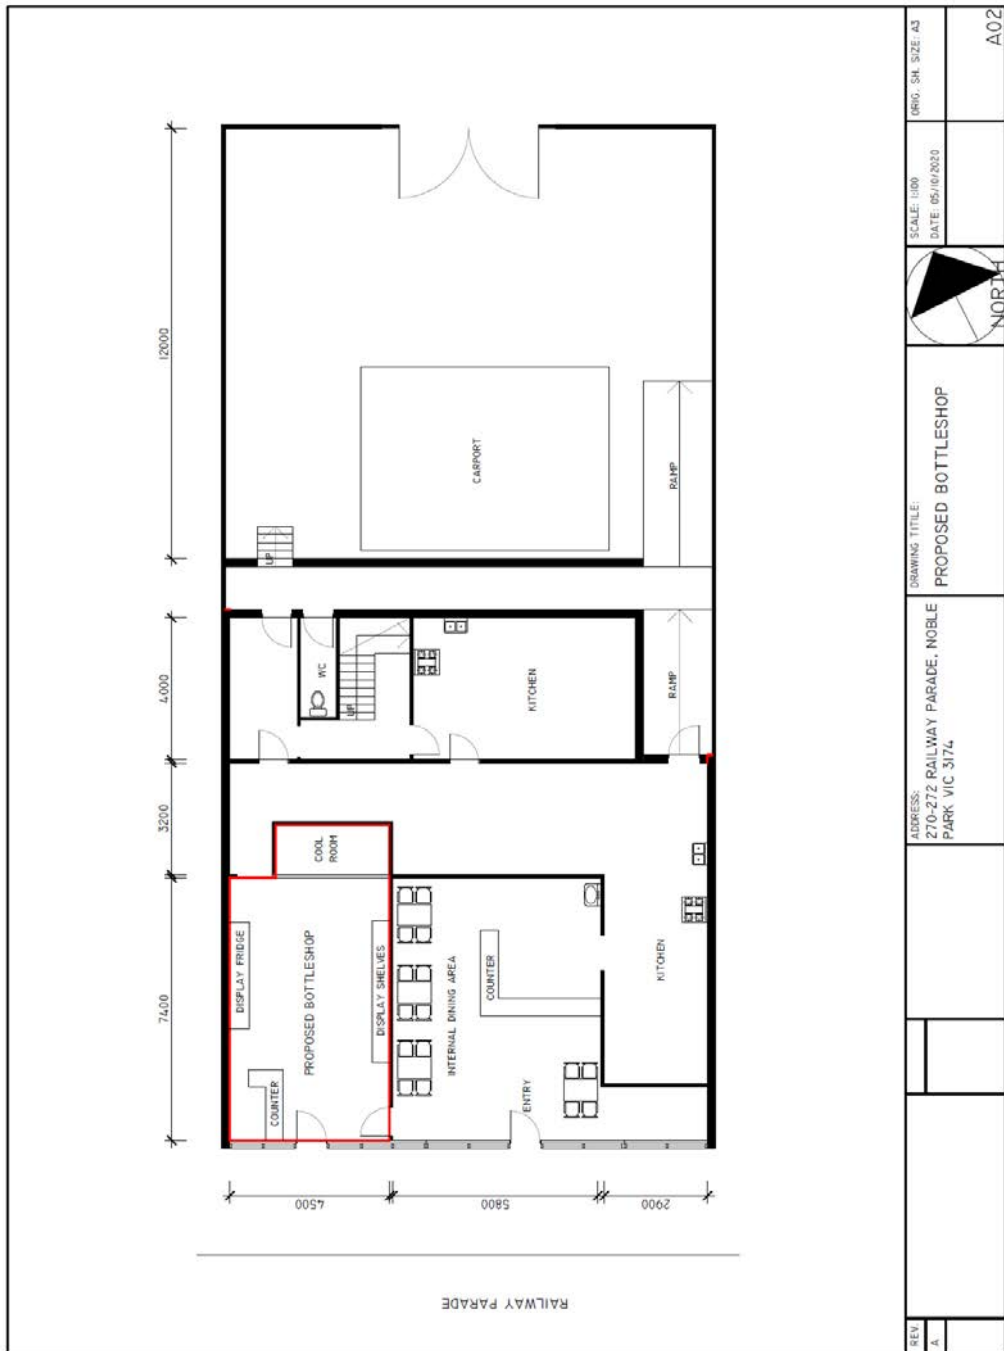 12000
CARPORT
RAMP
UP
4000
WC
UP
KITCHEN
RAMP
3200
COOL
ROOM
7400
DISPLAY FRIDGE
PROPOSED BOTTLESHOP
DISPLAY SHELVES
COUNTER
INTERNAL DINING AREA
COUNTER
ENTRY
KITCHEN
4500
5800
2900
RAILWAY PARADE
REV.
A
ADDRESS:
270-272 RAILWAY PARADE, NOBLE
PARK VIC 3174
DRAWING TITILE:
PROPOSED BOTTLESHOP
NORTH
SCALE: 1:100
DATE: 05/10/2020
ORIG. SH. SIZE: A3
A02